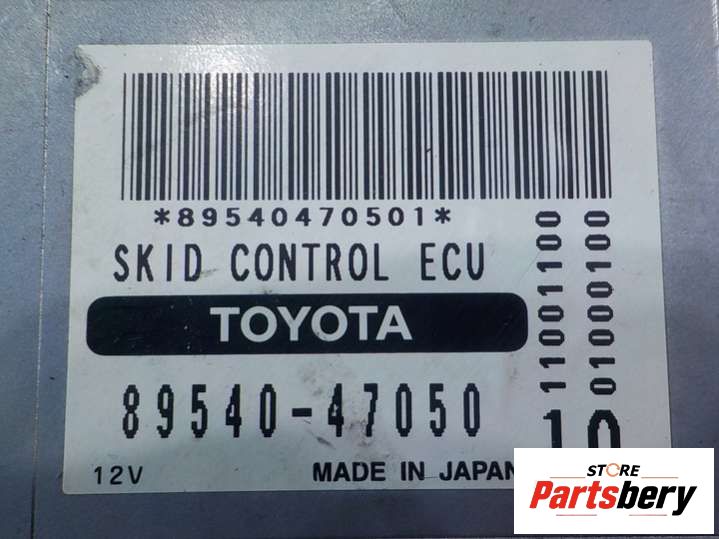 *89540470501*
SKID CONTROL ECU
TOYOTA
89540-47050
12V
MADE IN JAPAN
11001100
01000100
10
STORE
Partsbery